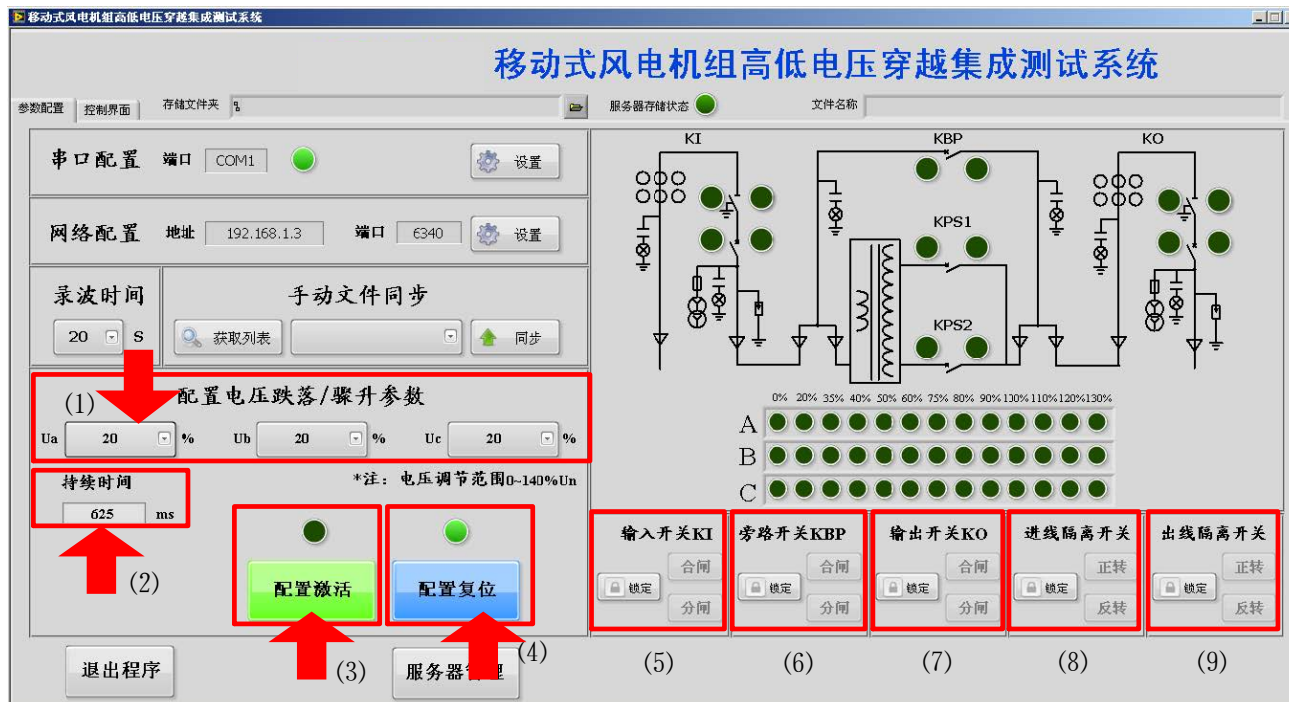 移动式风电机组高低电压穿越集成测试系统
移动式风电机组高低电压穿越集成测试系统
参数配置 控制界面 存储文件夹 服务器存储状态 文件名称
串口配置 端口 COM1 设置
网络配置 地址 192.168.1.3 端口 6340 设置
录波时间 手动文件同步
20 S 获取列表 同步
(1) 配置电压跌落/骤升参数
Ua 20 % Ub 20 % Uc 20 %
持续时间 *注：电压调节范围0~140%Un
625 ms
(2)
配置激活 配置复位
(3) (4)
退出程序 服务器管理
KI KBP KO
KPS1
KPS2
0% 20% 35% 40% 50% 60% 75% 80% 90% 100% 110% 120% 130%
A
B
C
输入开关KI 旁路开关KBP 输出开关KO 进线隔离开关 出线隔离开关
合闸 合闸 合闸 正转 正转
锁定 锁定 锁定 锁定 锁定
分闸 分闸 分闸 反转 反转
(5) (6) (7) (8) (9)